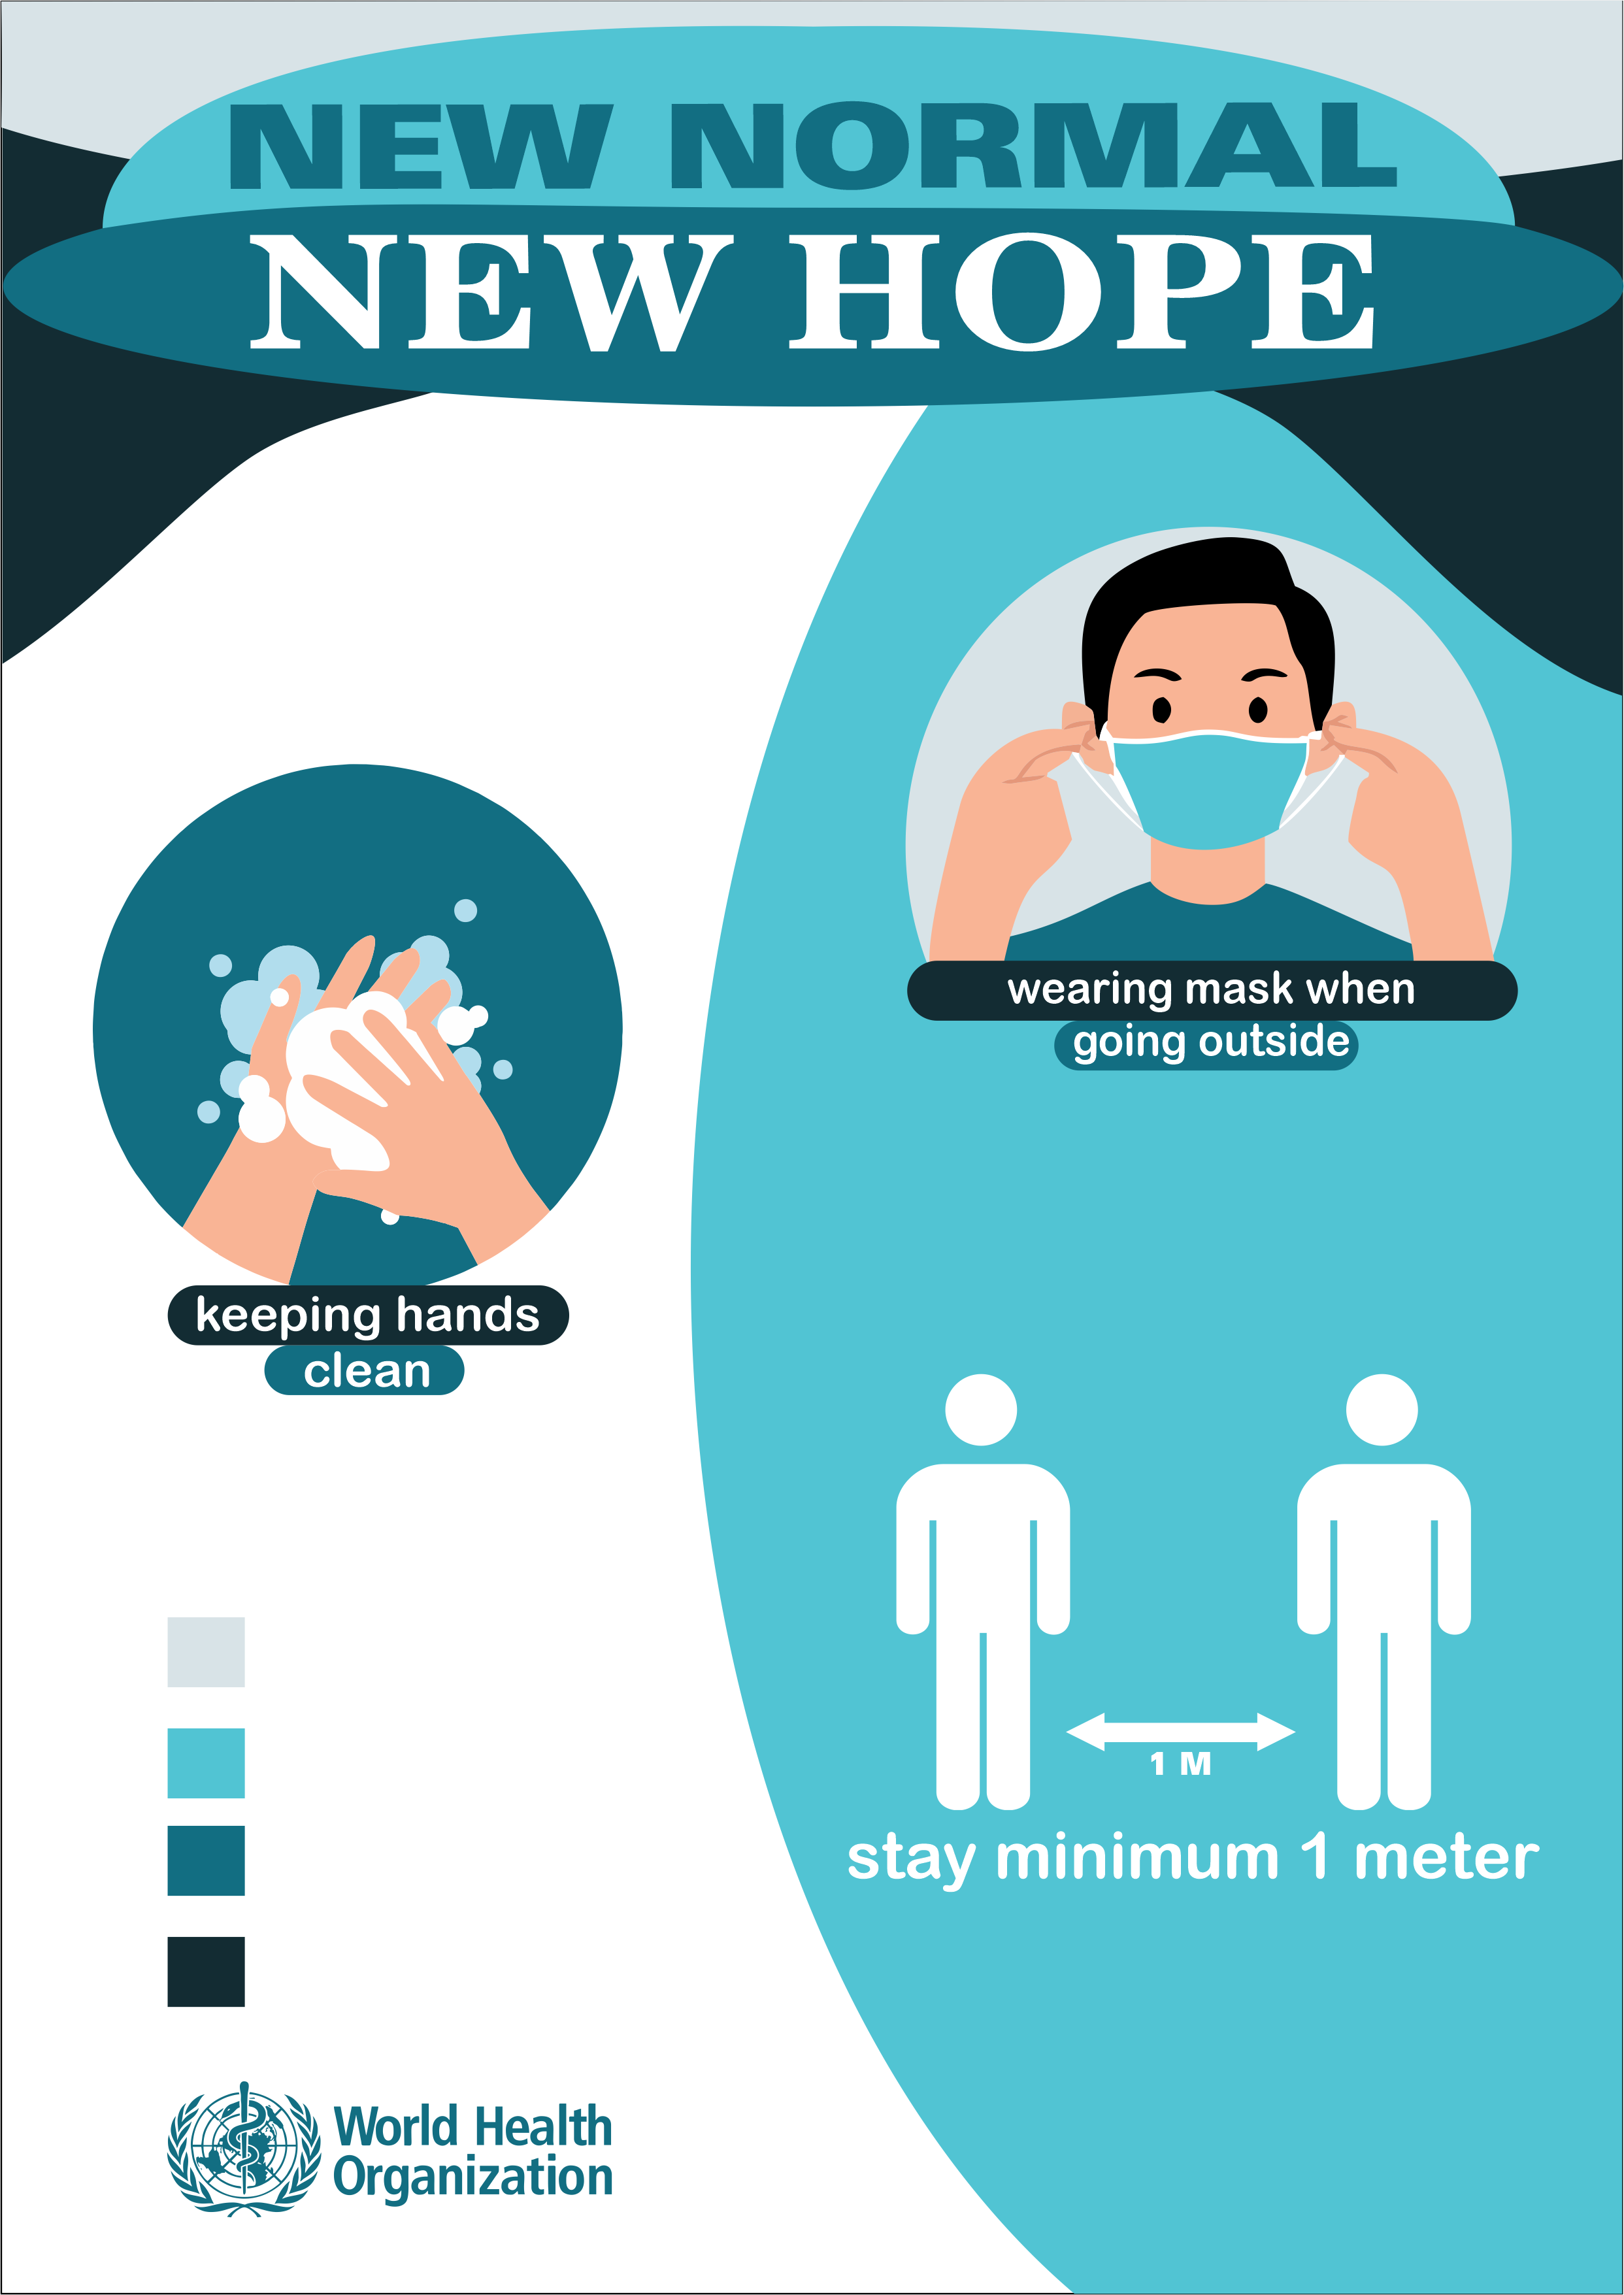 NEW NORMAL
NEW HOPE
wearing mask when
going outside
keeping hands
clean
1 M
stay minimum 1 meter
World Health
Organization